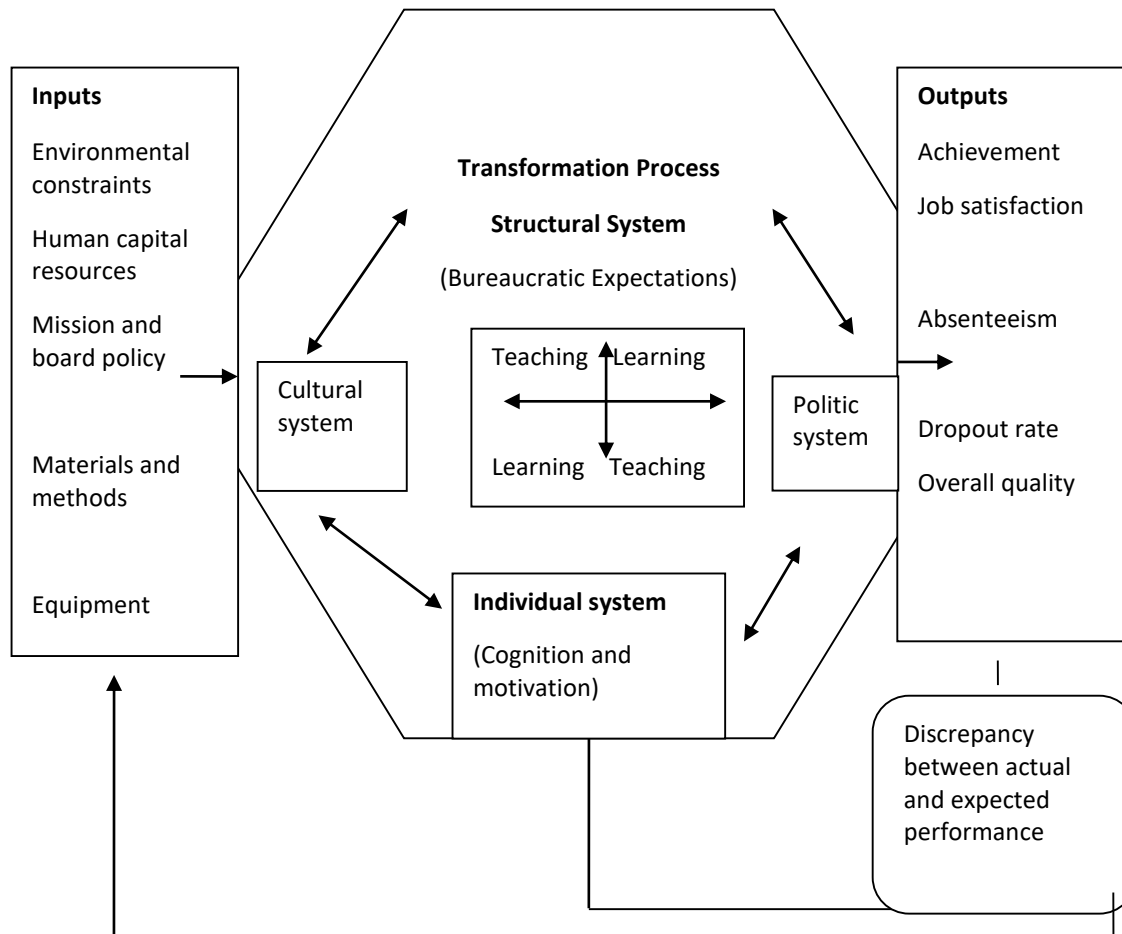 Inputs
Environmental
constraints
Human capital
resources
Mission and
board policy
Materials and
methods
Equipment
Transformation Process
Structural System
(Bureaucratic Expectations)
Cultural
system
Teaching
Learning
Learning
Teaching
Politic
system
Individual system
(Cognition and
motivation)
Outputs
Achievement
Job satisfaction
Absenteeism
Dropout rate
Overall quality
Discrepancy
between actual
and expected
performance